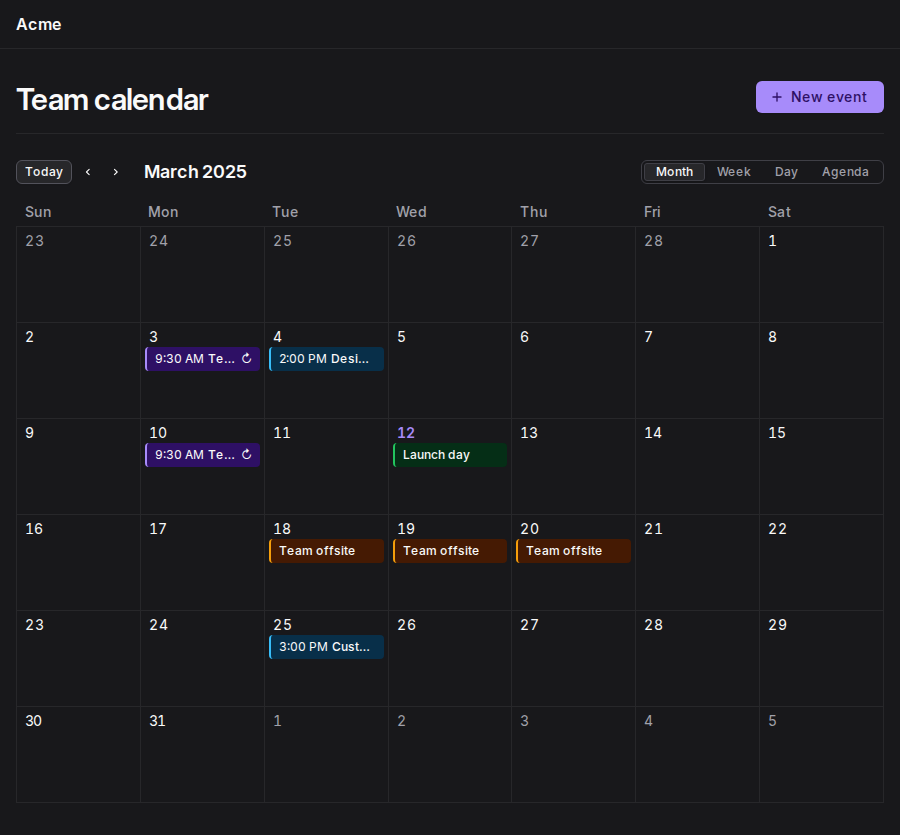 Acme
Team calendar
+ New event
Today ‹ › March 2025
Month Week Day Agenda
Sun Mon Tue Wed Thu Fri Sat
23 24 25 26 27 28 1
2 3 4 5 6 7 8
9:30 AM Te... 2:00 PM Desi...
9 10 11 12 13 14 15
9:30 AM Te... Launch day
16 17 18 19 20 21 22
Team offsite Team offsite Team offsite
23 24 25 26 27 28 29
3:00 PM Cust...
30 31 1 2 3 4 5